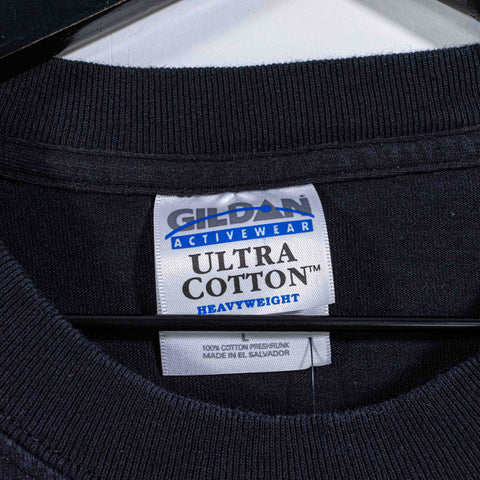 GILDAN
ACTIVEWEAR
ULTRA
COTTON™
HEAVYWEIGHT
L
100% COTTON PRESHRUNK
MADE IN EL SALVADOR